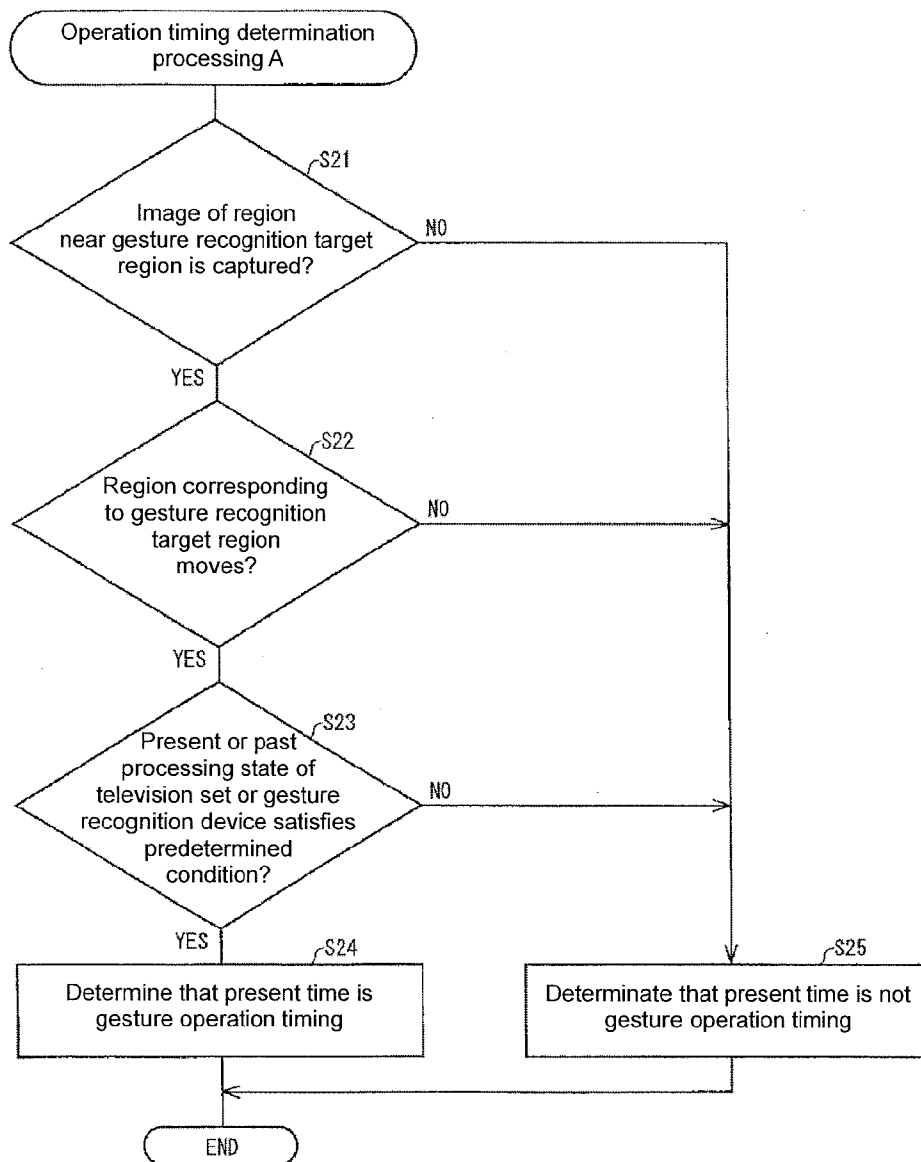 Operation timing determination
processing A
S21
Image of region
near gesture recognition target
region is captured?
NO
YES
S22
Region corresponding
to gesture recognition
target region
moves?
NO
YES
S23
Present or past
processing state of
television set or gesture
recognition device satisfies
predetermined
condition?
NO
YES
S24
Determine that present time is
gesture operation timing
S25
Determinate that present time is not
gesture operation timing
END